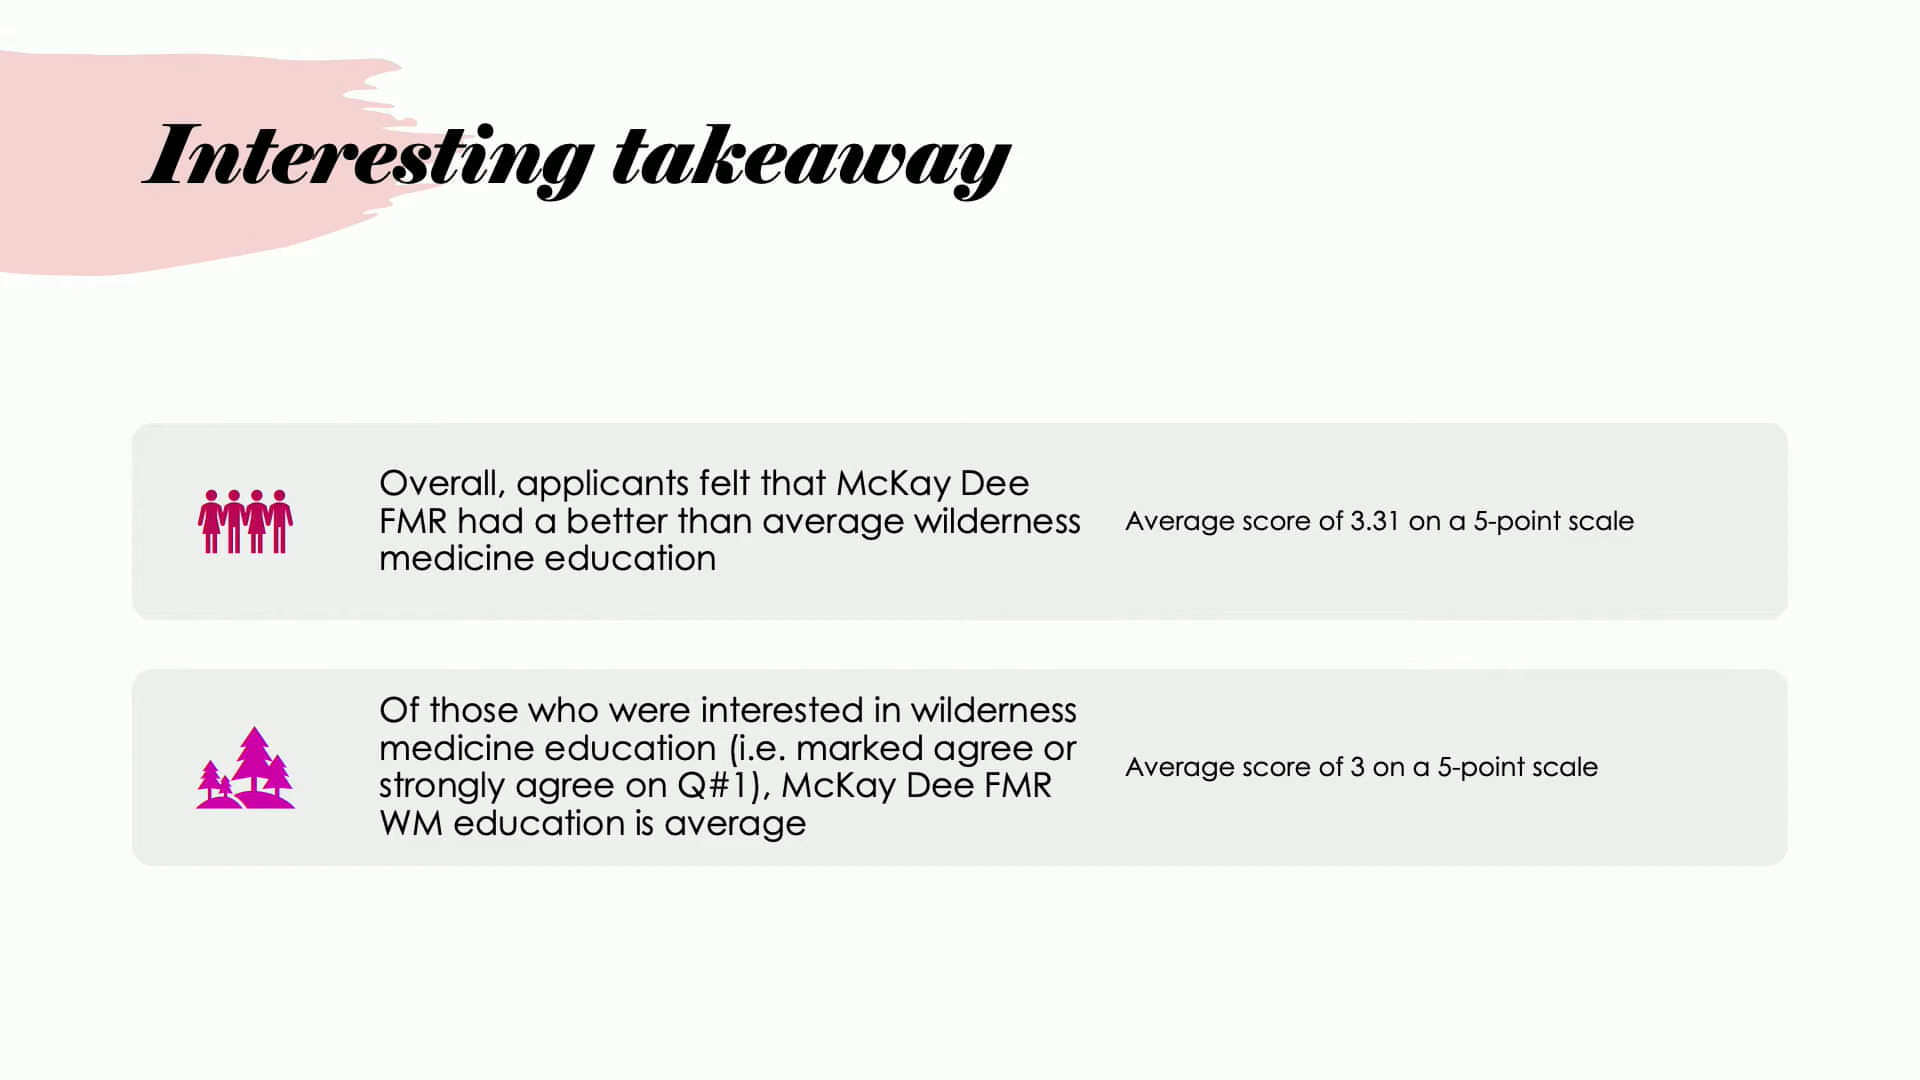 Interesting takeaway
Overall, applicants felt that McKay Dee
FMR had a better than average wilderness
medicine education
Average score of 3.31 on a 5-point scale
Of those who were interested in wilderness
medicine education (i.e. marked agree or
strongly agree on Q#1), McKay Dee FMR
WM education is average
Average score of 3 on a 5-point scale